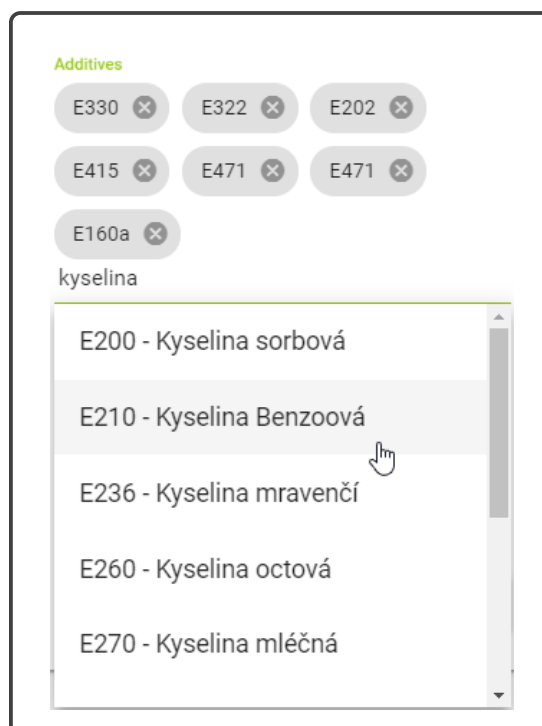 Additives
E330 E322 E202
E415 E471 E471
E160a
kyselina
E200 - Kyselina sorbová
E210 - Kyselina Benzoová
E236 - Kyselina mravenčí
E260 - Kyselina octová
E270 - Kyselina mléčná